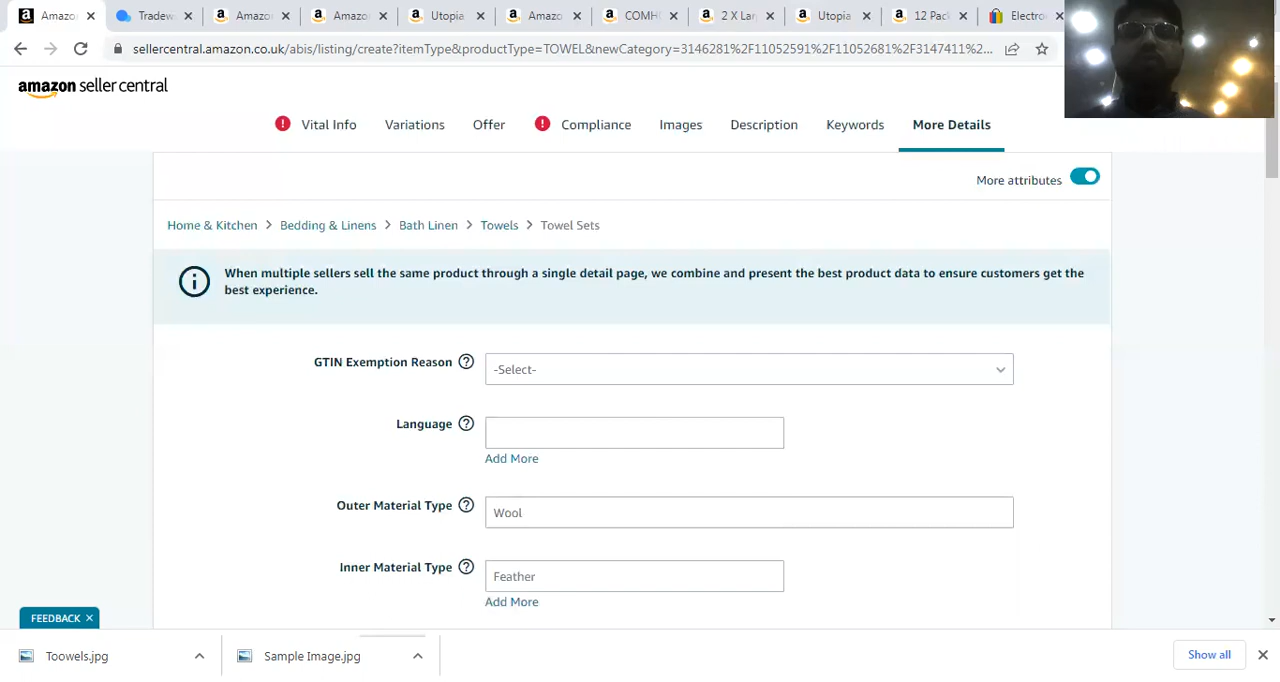 Amazo
Tradew
Amazo
Amazo
Utopia
Amazo
COMH
2 X Lar
Utopia
12 Pac
Electro
sellercentral.amazon.co.uk/abis/listing/create?itemType&productType=TOWEL&newCategory=3146281%2F11052591%2F11052681%2F3147411%2...
amazon seller central
Vital Info Variations Offer Compliance Images Description Keywords More Details
More attributes
Home & Kitchen > Bedding & Linens > Bath Linen > Towels > Towel Sets
When multiple sellers sell the same product through a single detail page, we combine and present the best product data to ensure customers get the
best experience.
GTIN Exemption Reason ? -Select-
Language ?
Add More
Outer Material Type ? Wool
Inner Material Type ? Feather
Add More
FEEDBACK ×
Toowels.jpg
Sample Image.jpg
Show all